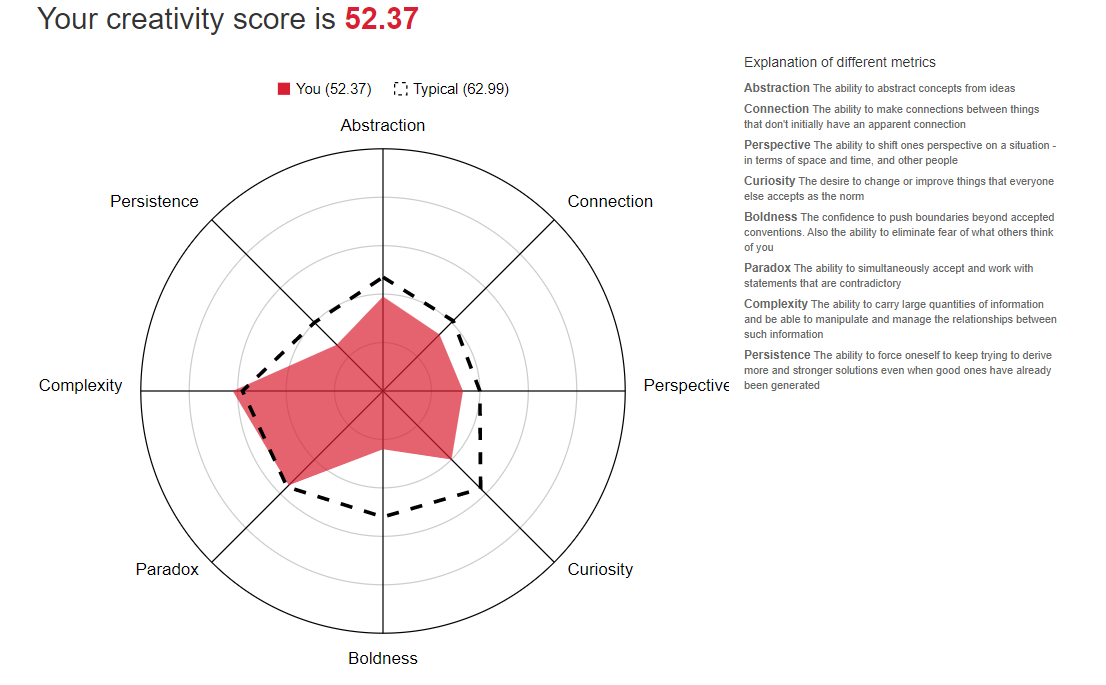 Your creativity score is 52.37
You (52.37)
Typical (62.99)
Abstraction
Persistence
Connection
Complexity
Perspective
Paradox
Curiosity
Boldness
Explanation of different metrics
Abstraction The ability to abstract concepts from ideas
Connection The ability to make connections between things
that don't initially have an apparent connection
Perspective The ability to shift ones perspective on a situation -
in terms of space and time, and other people
Curiosity The desire to change or improve things that everyone
else accepts as the norm
Boldness The confidence to push boundaries beyond accepted
conventions. Also the ability to eliminate fear of what others think
of you
Paradox The ability to simultaneously accept and work with
statements that are contradictory
Complexity The ability to carry large quantities of information
and be able to manipulate and manage the relationships between
such information
Persistence The ability to force oneself to keep trying to derive
more and stronger solutions even when good ones have already
been generated